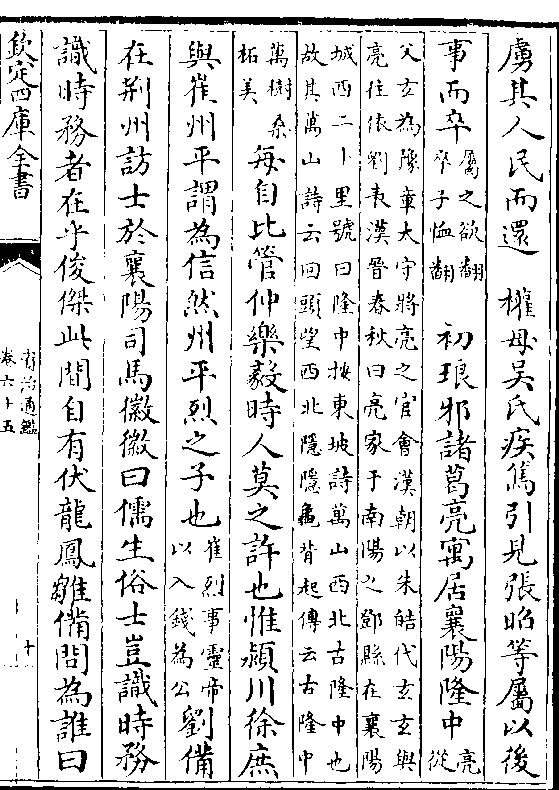 虜其人民而還 權母吳氏疾篤引見張昭等屬以後
事而卒
屬之欲翻
卒子恤翻
初琅邪諸葛亮寓居襄陽隆中
亮
從
父玄為豫章太守將亮之官會漢朝以朱皓代玄玄與
亮往依劉表漢晉春秋曰亮家于南陽之鄧縣在襄陽
城西二十里號曰隆中按東坡詩萬山西北古隆中也
故其萬山詩云回頭望西北隱隱龜背起傳云古隆中
萬樹桑
柘美
每自比管仲樂毅時人莫之許也惟潁川徐庶
與崔州平謂為信然州平烈之子也
崔烈事靈帝
以入錢為公
劉備
在荆州訪士於襄陽司馬徽徽曰儒生俗士豈識時務
識時務者在乎俊傑此間自有伏龍鳳雛備問為誰曰
欽定四庫全書
資治通鑑
卷六十五
十